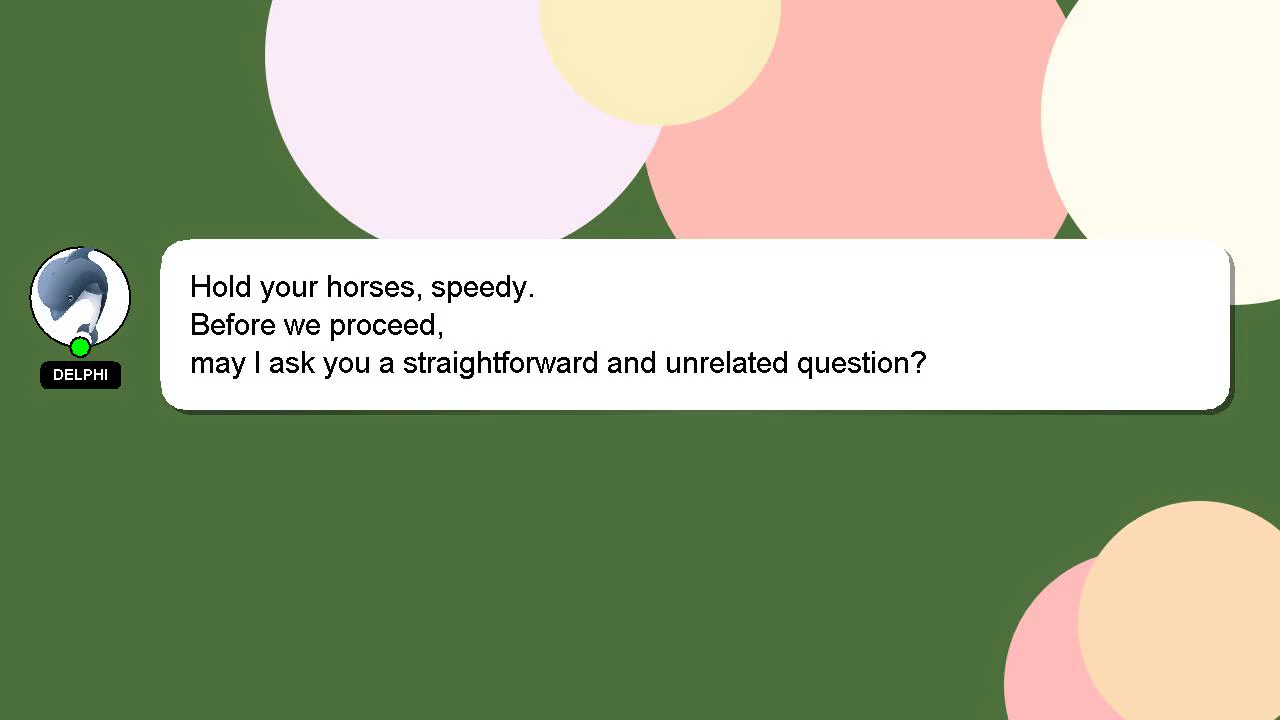 Hold your horses, speedy.
Before we proceed,
may I ask you a straightforward and unrelated question?
DELPHI